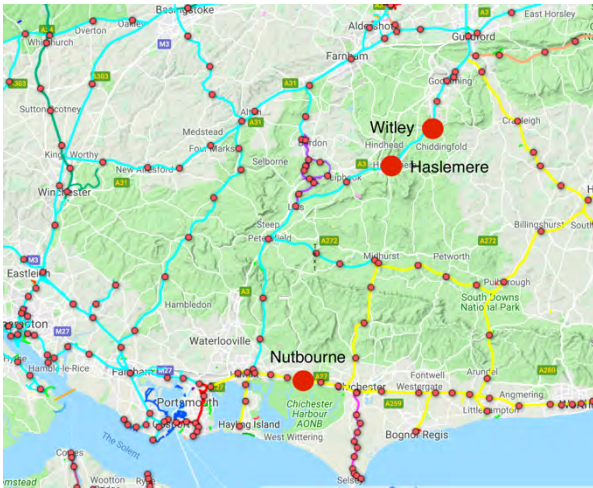 Basingstoke
East Horsley
A3
Overton
Oakley
Aldershot
Whitchurch
M3
Guildford
Farnham
A303
A303
A31
Godalming
Sutton Scotney
Alton
Cranleigh
A31
Witley
Medstead
Bordon
Hindhead
Chiddingfold
King Worthy
Four Marks
Selborne
A3
Haslemere
New Alresford
Liphook
A31
Winchester
Liss
Steep
Billingshurst
South
Petersfield
A272
A272
M3
Midhurst
Petworth
Eastleigh
Pulborough
A3
South Downs
National Park
Hambledon
M27
Waterlooville
Nutbourne
Hamble-le-Rice
Fareham
M27
Fontwell
Arundel
A27
Chichester
Westergate
A280
Portsmouth
Chichester
Harbour
AONB
A259
Angmering
Gosport
Hayling Island
Littlehampton
West Wittering
Bognor Regis
The Solent
Cowes
Wootton
Ryde
Selsey